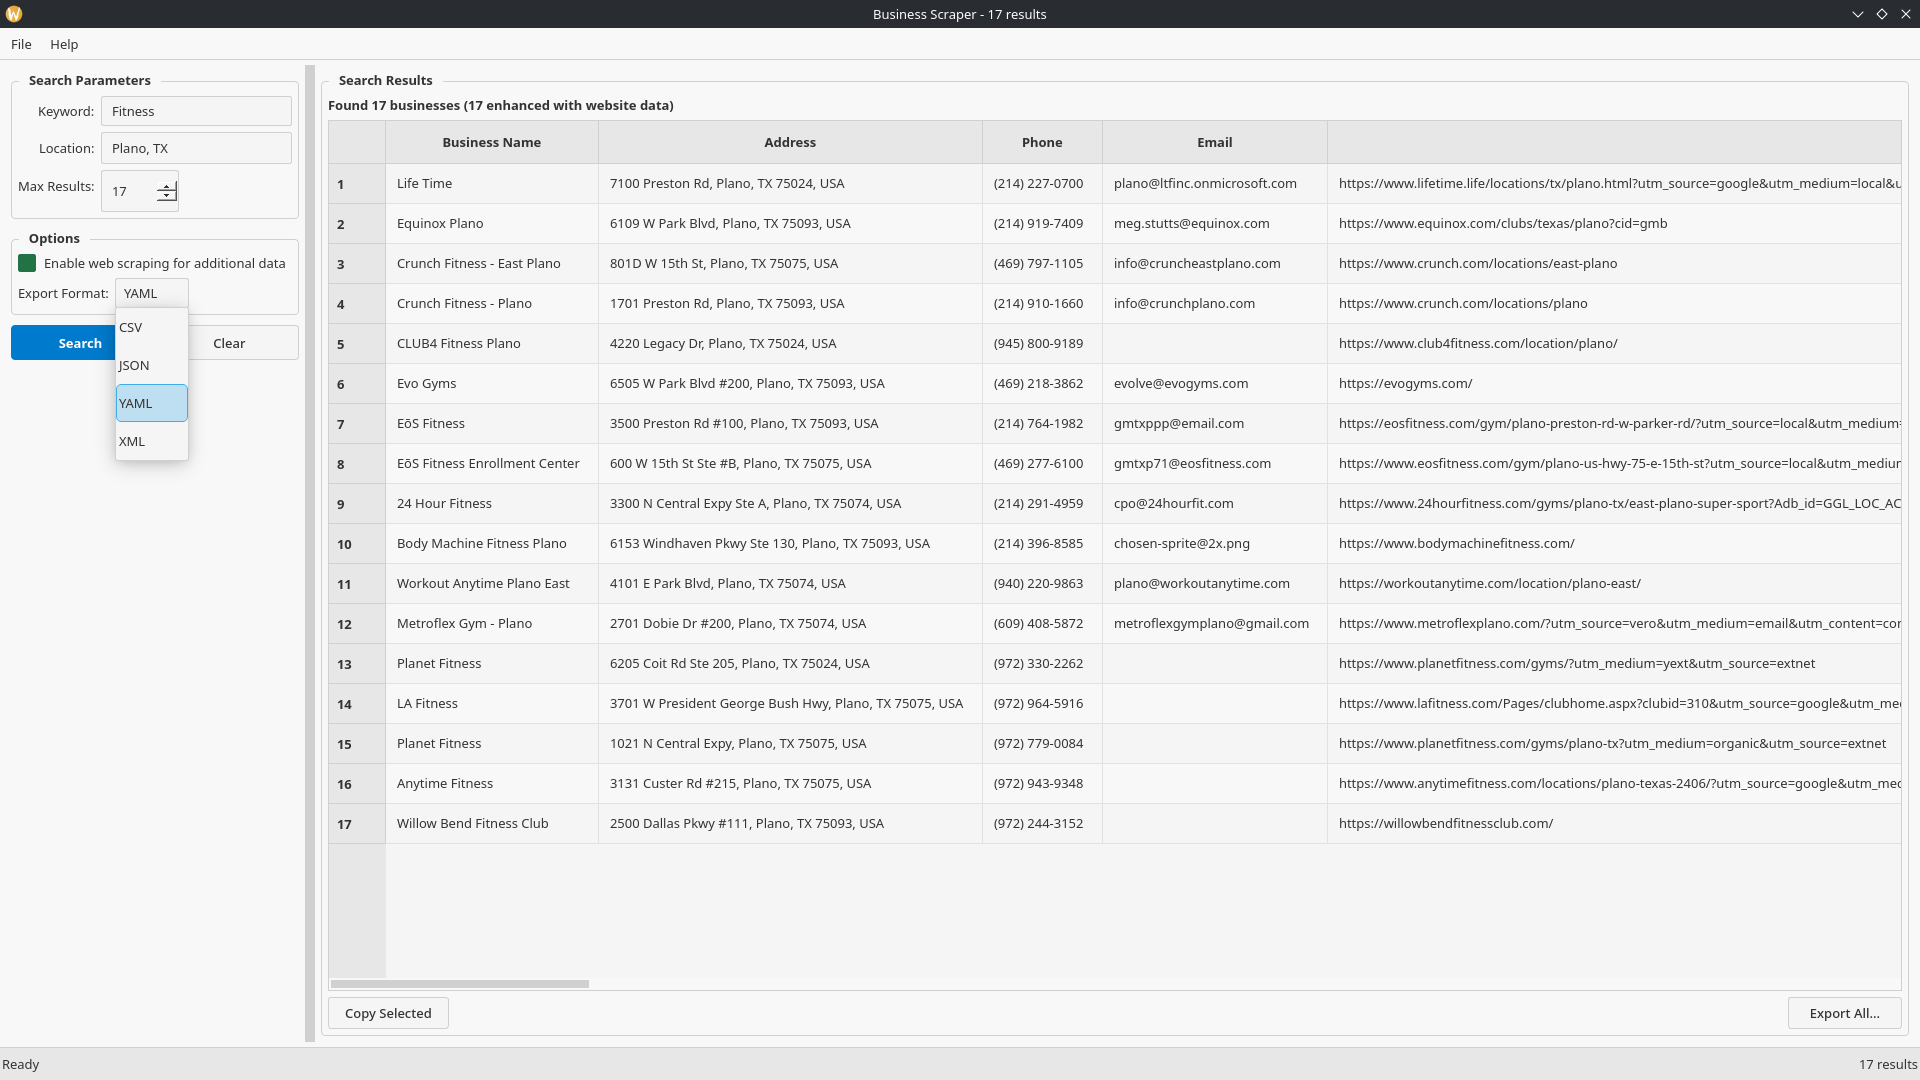 Business Scraper - 17 results
File Help
Search Parameters
Keyword: Fitness
Location: Plano, TX
Max Results: 17
Options
Enable web scraping for additional data
Export Format: YAML
CSV
JSON
YAML
XML
Search Clear
Search Results
Found 17 businesses (17 enhanced with website data)
Business Name Address Phone Email
1 Life Time 7100 Preston Rd, Plano, TX 75024, USA (214) 227-0700 plano@ltfinc.onmicrosoft.com https://www.lifetime.life/locations/tx/plano.html?utm_source=google&utm_medium=local&u
2 Equinox Plano 6109 W Park Blvd, Plano, TX 75093, USA (214) 919-7409 meg.stutts@equinox.com https://www.equinox.com/clubs/texas/plano?cid=gmb
3 Crunch Fitness - East Plano 801D W 15th St, Plano, TX 75075, USA (469) 797-1105 info@cruncheastplano.com https://www.crunch.com/locations/east-plano
4 Crunch Fitness - Plano 1701 Preston Rd, Plano, TX 75093, USA (214) 910-1660 info@crunchplano.com https://www.crunch.com/locations/plano
5 CLUB4 Fitness Plano 4220 Legacy Dr, Plano, TX 75024, USA (945) 800-9189 https://www.club4fitness.com/location/plano/
6 Evo Gyms 6505 W Park Blvd #200, Plano, TX 75093, USA (469) 218-3862 evolve@evogyms.com https://evogyms.com/
7 EōS Fitness 3500 Preston Rd #100, Plano, TX 75093, USA (214) 764-1982 gmtxppp@email.com https://eosfitness.com/gym/plano-preston-rd-w-parker-rd/?utm_source=local&utm_medium=
8 EōS Fitness Enrollment Center 600 W 15th St Ste #B, Plano, TX 75075, USA (469) 277-6100 gmtxp71@eosfitness.com https://www.eosfitness.com/gym/plano-us-hwy-75-e-15th-st?utm_source=local&utm_mediur
9 24 Hour Fitness 3300 N Central Expy Ste A, Plano, TX 75074, USA (214) 291-4959 cpo@24hourfit.com https://www.24hourfitness.com/gyms/plano-tx/east-plano-super-sport?Adb_id=GGL_LOC_AC
10 Body Machine Fitness Plano 6153 Windhaven Pkwy Ste 130, Plano, TX 75093, USA (214) 396-8585 chosen-sprite@2x.png https://www.bodymachinefitness.com/
11 Workout Anytime Plano East 4101 E Park Blvd, Plano, TX 75074, USA (940) 220-9863 plano@workoutanytime.com https://workoutanytime.com/location/plano-east/
12 Metroflex Gym - Plano 2701 Dobie Dr #200, Plano, TX 75074, USA (609) 408-5872 metroflexgymplano@gmail.com https://www.metroflexplano.com/?utm_source=vero&utm_medium=email&utm_content=cor
13 Planet Fitness 6205 Coit Rd Ste 205, Plano, TX 75024, USA (972) 330-2262 https://www.planetfitness.com/gyms/?utm_medium=yext&utm_source=extnet
14 LA Fitness 3701 W President George Bush Hwy, Plano, TX 75075, USA (972) 964-5916 https://www.lafitness.com/Pages/clubhome.aspx?clubid=310&utm_source=google&utm_med
15 Planet Fitness 1021 N Central Expy, Plano, TX 75075, USA (972) 779-0084 https://www.planetfitness.com/gyms/plano-tx?utm_medium=organic&utm_source=extnet
16 Anytime Fitness 3131 Custer Rd #215, Plano, TX 75075, USA (972) 943-9348 https://www.anytimefitness.com/locations/plano-texas-2406/?utm_source=google&utm_med
17 Willow Bend Fitness Club 2500 Dallas Pkwy #111, Plano, TX 75093, USA (972) 244-3152 https://willowbendfitnessclub.com/
Copy Selected Export All...
Ready 17 results